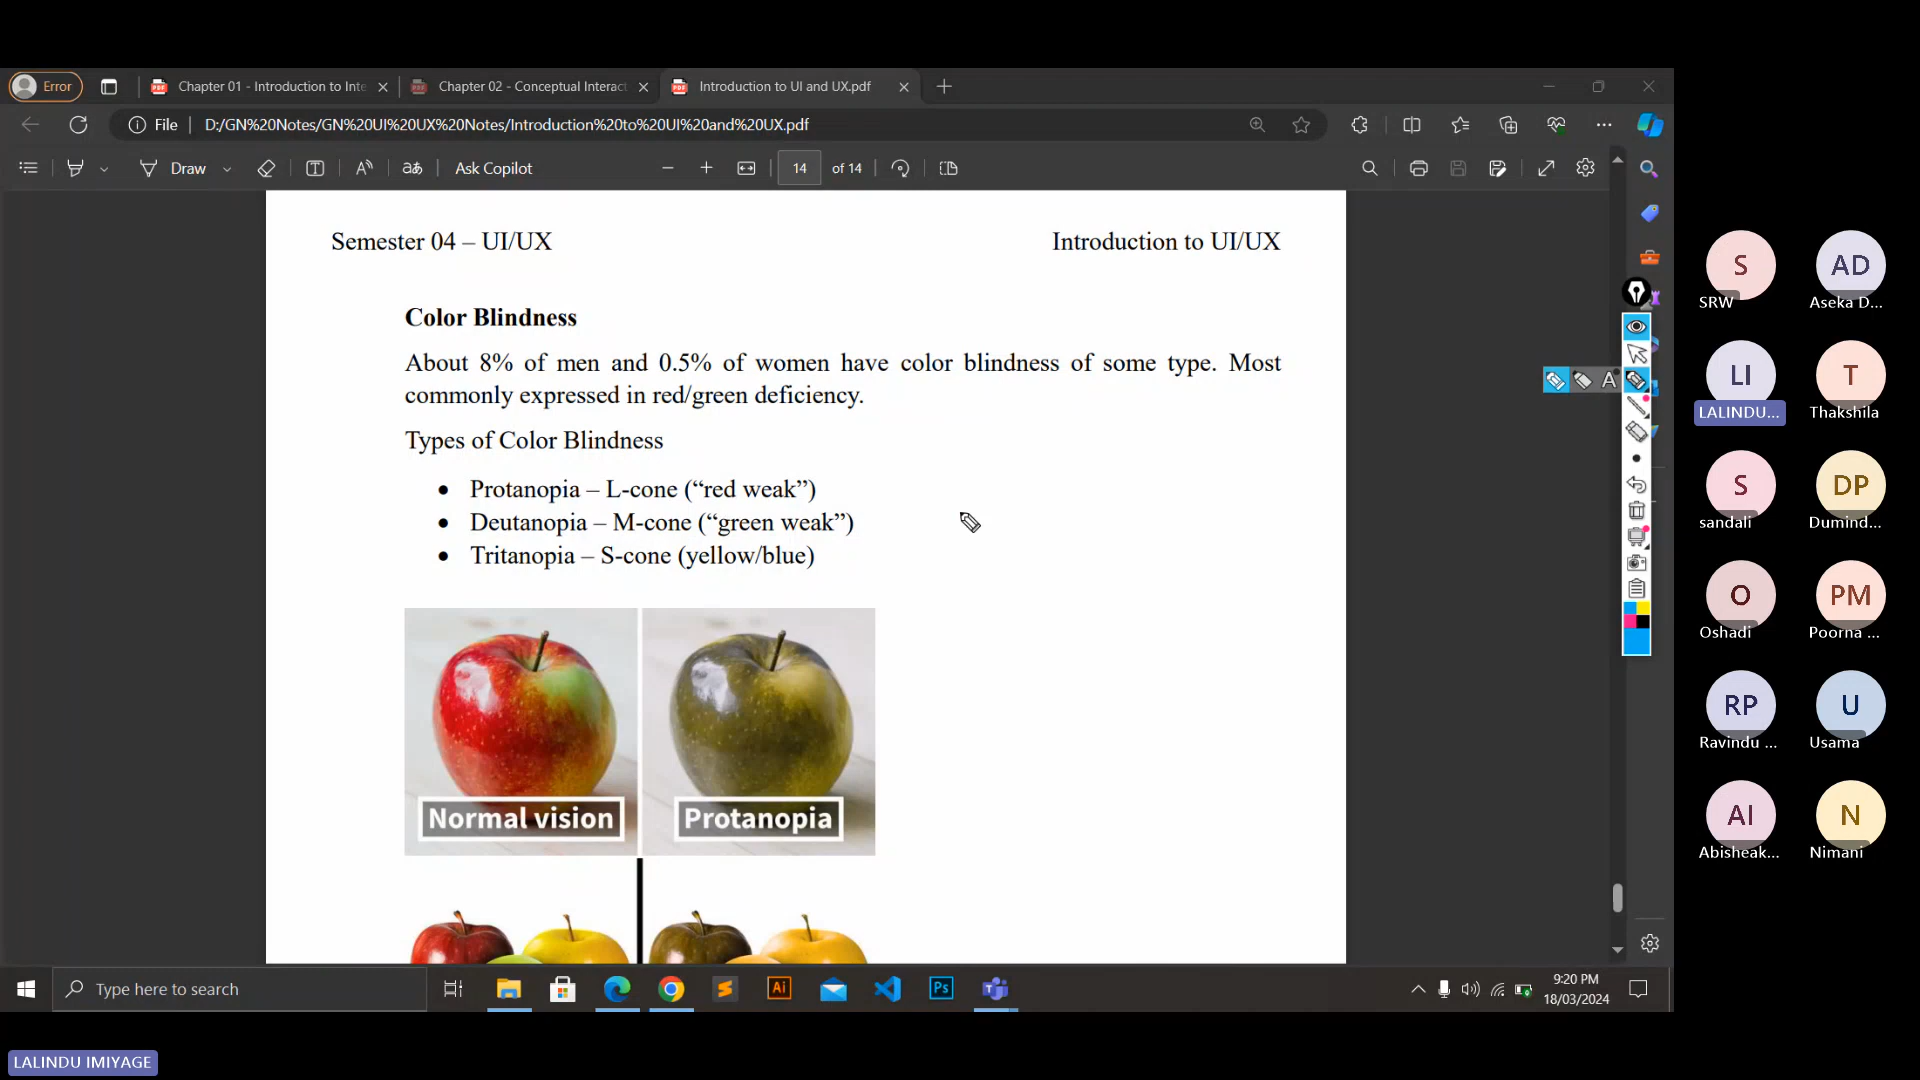 Error
Chapter 01 - Introduction to Inte
Chapter 02 - Conceptual Interact
Introduction to UI and UX.pdf
File
D:/GN%20Notes/GN%20UI%20UX%20Notes/Introduction%20to%20UI%20and%20UX.pdf
Draw
Ask Copilot
14 of 14
Semester 04 – UI/UX
Introduction to UI/UX
Color Blindness
About 8% of men and 0.5% of women have color blindness of some type. Most
commonly expressed in red/green deficiency.
Types of Color Blindness
• Protanopia – L-cone (“red weak”)
• Deutanopia – M-cone (“green weak”)
• Tritanopia – S-cone (yellow/blue)
Normal vision
Protanopia
S
SRW
AD
Aseka D...
LI
LALINDU...
T
Thakshila
S
sandali
DP
Dumind...
O
Oshadi
PM
Poorna ...
RP
Ravindu ...
U
Usama
AI
Abisheak...
N
Nimani
Type here to search
Ai
Ps
9:20 PM
18/03/2024
LALINDU IMIYAGE